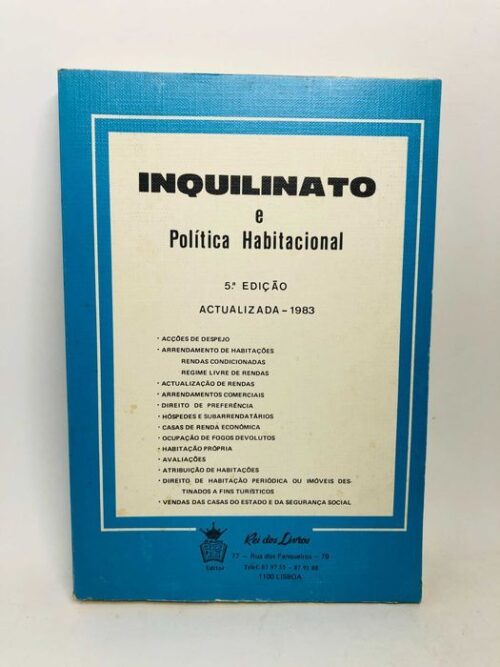 INQUILINATO
e
Política Habitacional
5.ª EDIÇÃO
ACTUALIZADA – 1983
• ACÇÕES DE DESPEJO
• ARRENDAMENTO DE HABITAÇÕES
RENDAS CONDICIONADAS
REGIME LIVRE DE RENDAS
• ACTUALIZAÇÃO DE RENDAS
• ARRENDAMENTOS COMERCIAIS
• DIREITO DE PREFERÊNCIA
• HÓSPEDES E SUBARRENDATÁRIOS
• CASAS DE RENDA ECONÓMICA
• OCUPAÇÃO DE FOGOS DEVOLUTOS
• HABITAÇÃO PRÓPRIA
• AVALIAÇÕES
• ATRIBUIÇÃO DE HABITAÇÕES
• DIREITO DE HABITAÇÃO PERIÓDICA OU IMÓVEIS DES-
TINADOS A FINS TURÍSTICOS
• VENDAS DAS CASAS DO ESTADO E DA SEGURANÇA SOCIAL
Rei dos Livros
77 – Rua dos Fanqueiros – 79
Editor
1100 LISBOA